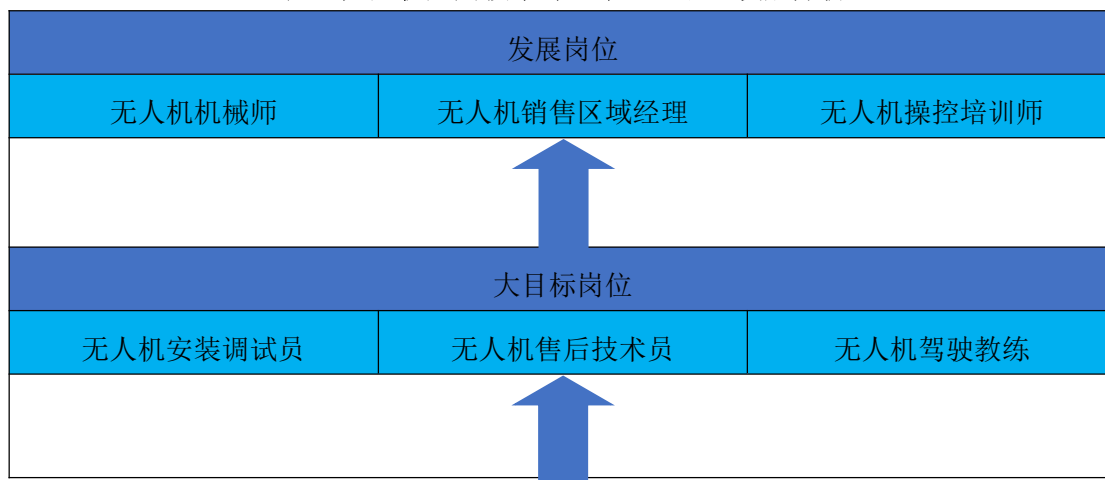 发展岗位
无人机机械师 无人机销售区域经理 无人机操控培训师
大目标岗位
无人机安装调试员 无人机售后技术员 无人机驾驶教练